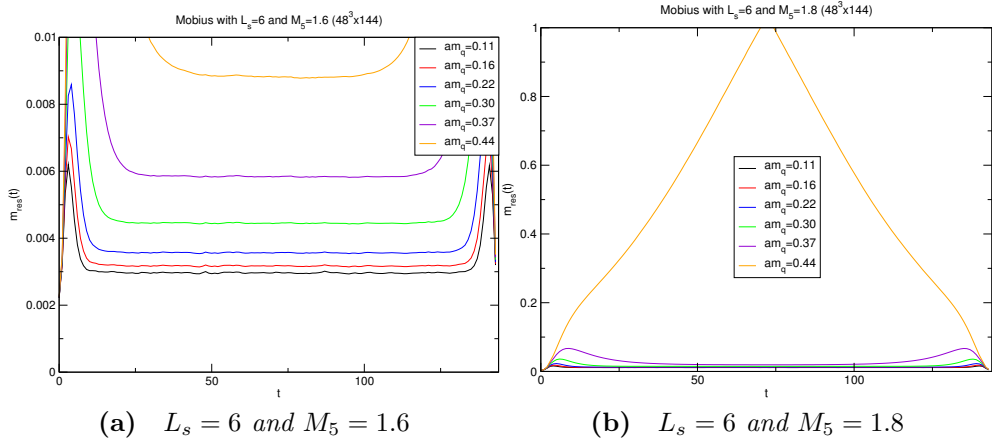 Mobius with L_s=6 and M_5=1.6 (48^3x144)
0.01
0.008
0.006
0.004
0.002
0
m_res(t)
0
50
100
t
am_q=0.11
am_q=0.16
am_q=0.22
am_q=0.30
am_q=0.37
am_q=0.44
(a) L_s = 6 and M_5 = 1.6
Mobius with L_s=6 and M_5=1.8 (48^3x144)
1
0.8
0.6
0.4
0.2
0
m_res(t)
0
50
100
t
am_q=0.11
am_q=0.16
am_q=0.22
am_q=0.30
am_q=0.37
am_q=0.44
(b) L_s = 6 and M_5 = 1.8